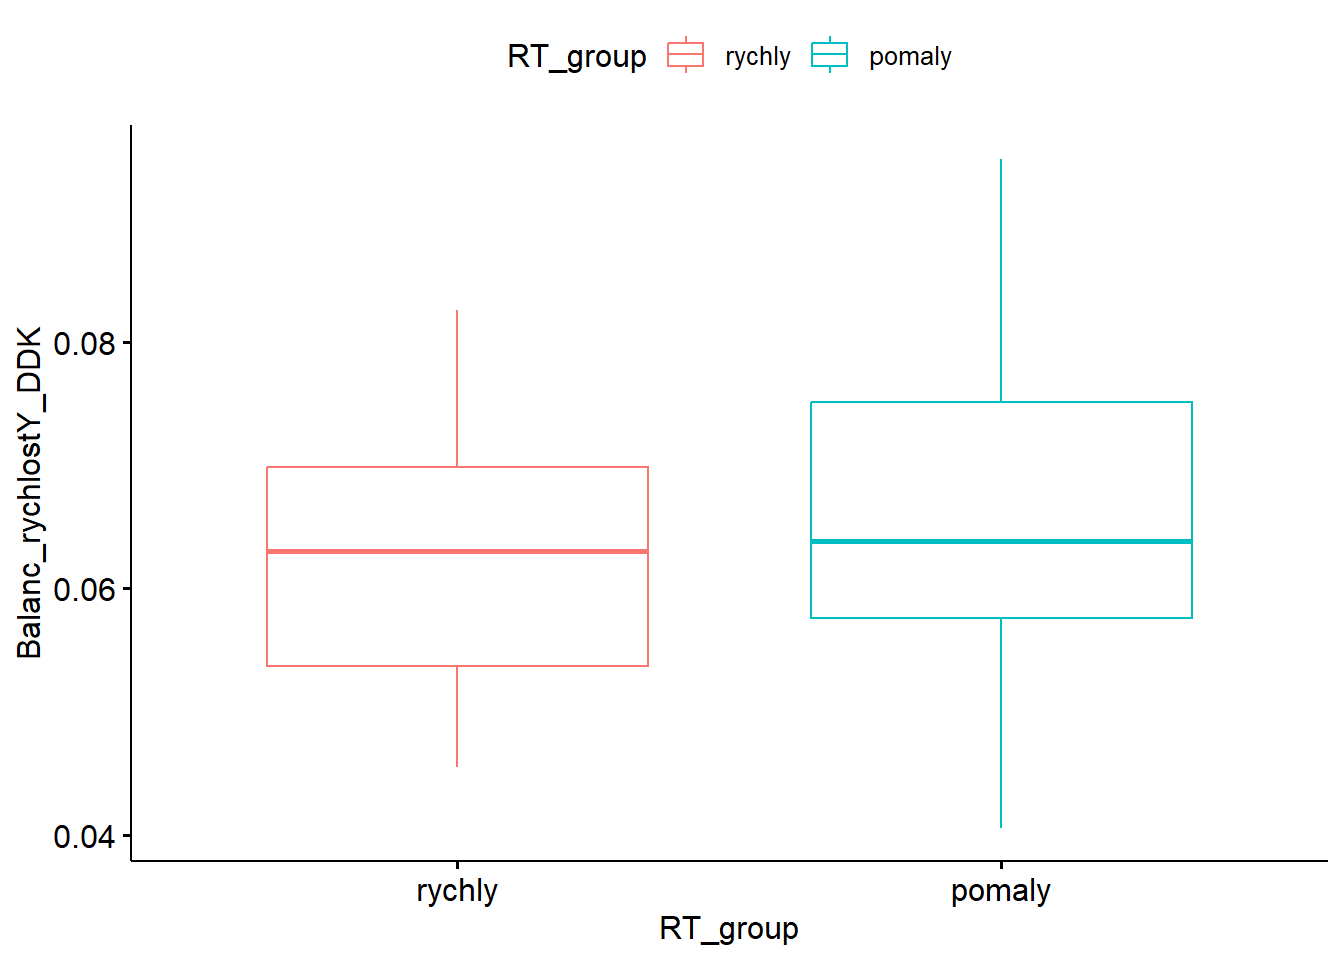 RT_group rychly pomaly
Balanc_rychlostY_DDK
0.08
0.06
0.04
rychly pomaly
RT_group